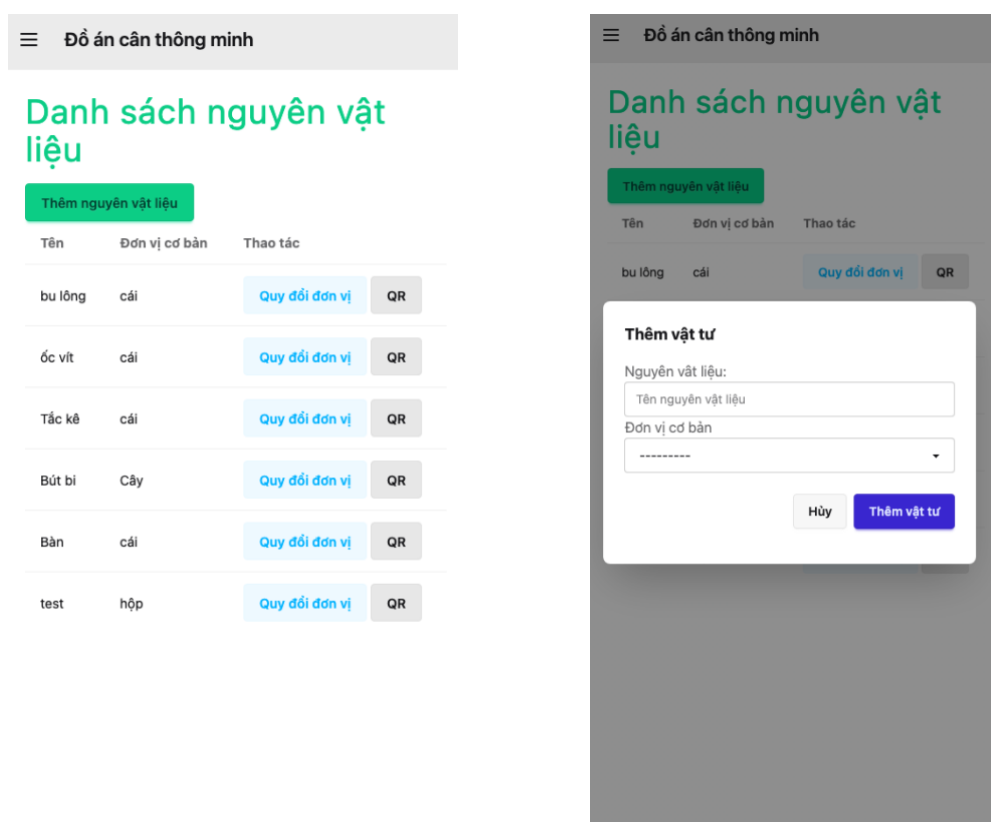 Đồ án cân thông minh
Danh sách nguyên vật
liệu
Thêm nguyên vật liệu
Tên Đơn vị cơ bản Thao tác
bu lông cái Quy đổi đơn vị QR
ốc vít cái Quy đổi đơn vị QR
Tắc kê cái Quy đổi đơn vị QR
Bút bi Cây Quy đổi đơn vị QR
Bàn cái Quy đổi đơn vị QR
test hộp Quy đổi đơn vị QR
Đồ án cân thông minh
Danh sách nguyên vật
liệu
Thêm nguyên vật liệu
Tên Đơn vị cơ bản Thao tác
bu lông cái Quy đổi đơn vị QR
Thêm vật tư
Nguyên vât liệu:
Tên nguyên vật liệu
Đơn vị cơ bản
---------
Hủy Thêm vật tư